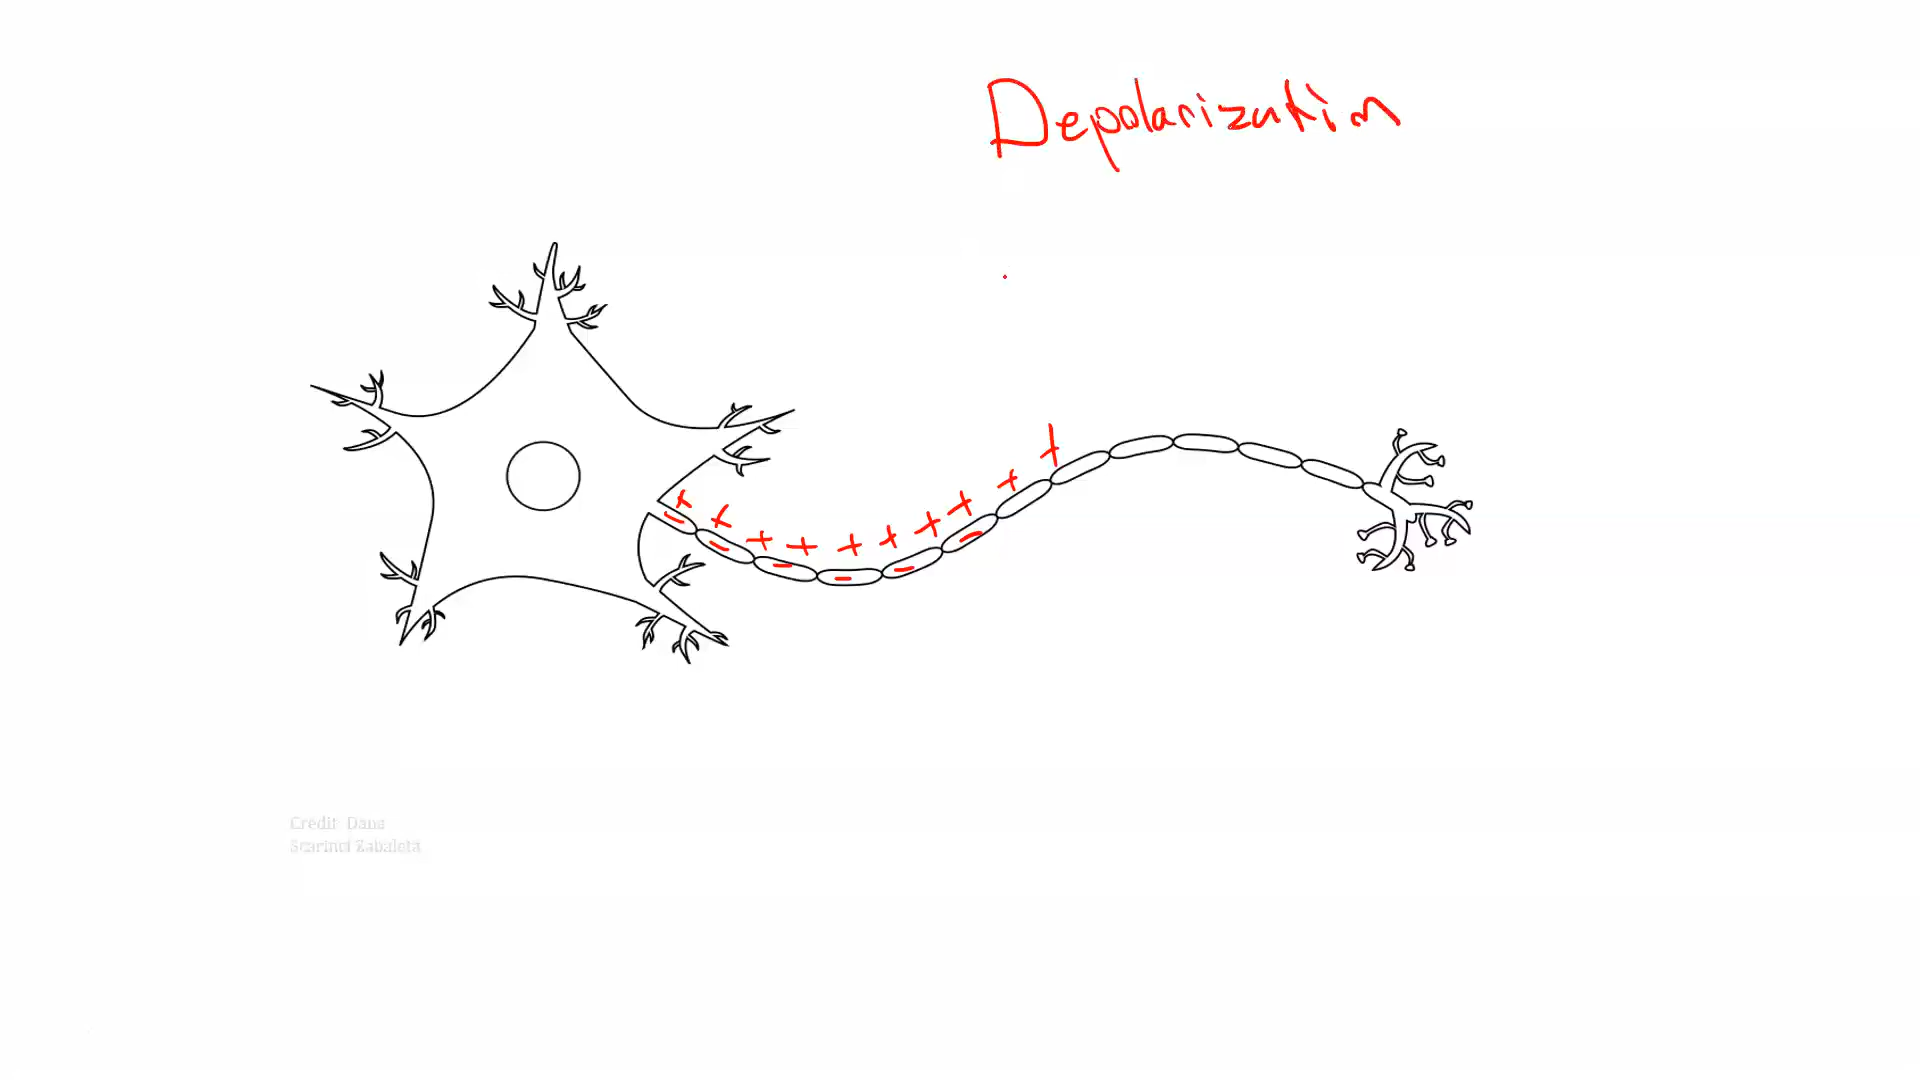 Depolarization
+ + + + + + + + + +
- - - - - -
Credit: Dana
Scarinci Zabaleta